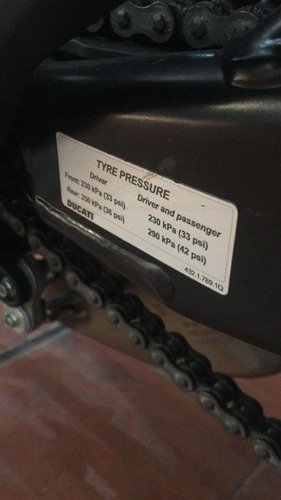 TYRE PRESSURE
Driver Driver and passenger
Front: 230 kPa (33 psi) 230 kPa (33 psi)
Rear: 250 kPa (36 psi) 290 kPa (42 psi)
DUCATI 432.1.769.1Q